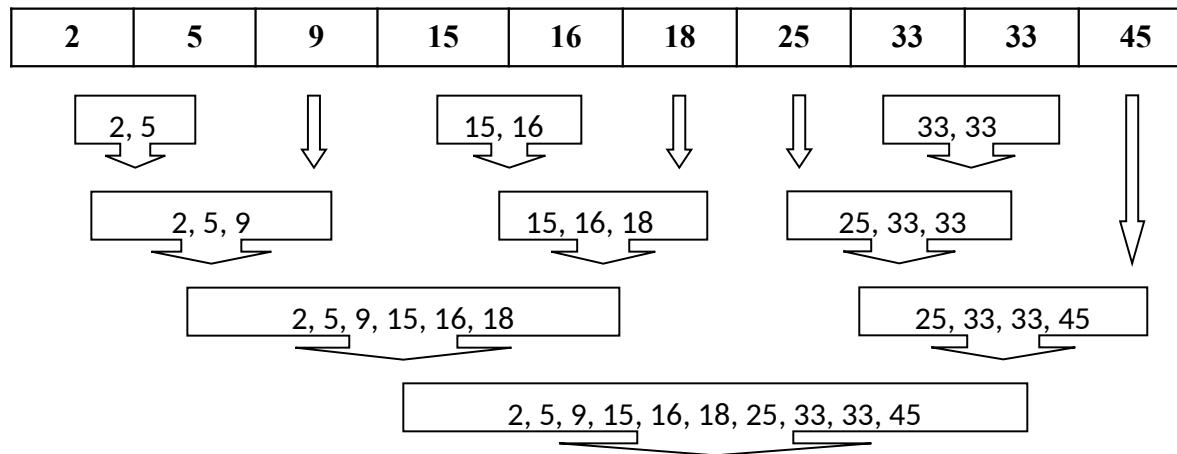 2 5 9 15 16 18 25 33 33 45
2, 5 15, 16 33, 33
2, 5, 9 15, 16, 18 25, 33, 33
2, 5, 9, 15, 16, 18 25, 33, 33, 45
2, 5, 9, 15, 16, 18, 25, 33, 33, 45